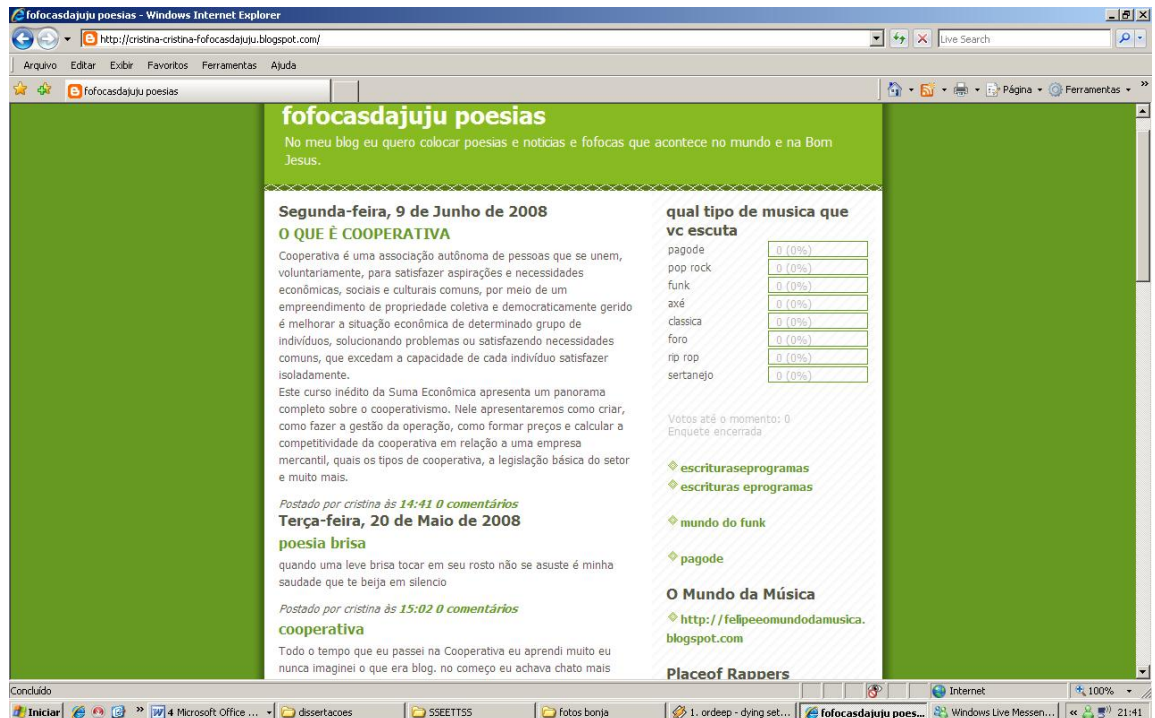 fofocasdajuju poesias - Windows Internet Explorer
http://cristina-cristina-fofocasdajuju.blogspot.com/
Live Search
Arquivo Editar Exibir Favoritos Ferramentas Ajuda
fofocasdajuju poesias
Página
Ferramentas
fofocasdajuju poesias
No meu blog eu quero colocar poesias e noticias e fofocas que acontece no mundo e na Bom
Jesus.
Segunda-feira, 9 de Junho de 2008
O QUE È COOPERATIVA
Cooperativa é uma associação autônoma de pessoas que se unem,
voluntariamente, para satisfazer aspirações e necessidades
econômicas, sociais e culturais comuns, por meio de um
empreendimento de propriedade coletiva e democraticamente gerido
é melhorar a situação econômica de determinado grupo de
indivíduos, solucionando problemas ou satisfazendo necessidades
comuns, que excedam a capacidade de cada indivíduo satisfazer
isoladamente.
Este curso inédito da Suma Econômica apresenta um panorama
completo sobre o cooperativismo. Nele apresentaremos como criar,
como fazer a gestão da operação, como formar preços e calcular a
competitividade da cooperativa em relação a uma empresa
mercantil, quais os tipos de cooperativa, a legislação básica do setor
e muito mais.
Postado por cristina às 14:41 0 comentários
Terça-feira, 20 de Maio de 2008
poesia brisa
quando uma leve brisa tocar em seu rosto não se asuste é minha
saudade que te beija em silencio
Postado por cristina às 15:02 0 comentários
cooperativa
Todo o tempo que eu passei na Cooperativa eu aprendi muito eu
nunca imaginei o que era blog. no começo eu achava chato mais
qual tipo de musica que
vc escuta
pagode 0 (0%)
pop rock 0 (0%)
funk 0 (0%)
axé 0 (0%)
classica 0 (0%)
foro 0 (0%)
rip rop 0 (0%)
sertanejo 0 (0%)
Votos até o momento: 0
Enquete encerrada
escrituraseprogramas
escrituras eprogramas
mundo do funk
pagode
O Mundo da Música
http://felipeeomundodamusica.
blogspot.com
Placeof Rappers
Concluído
Internet
100%
Iniciar
4 Microsoft Office ...
dissertacoes
SSEETTSS
fotos bonja
1. ordeep - dying set...
fofocasdajuju poes...
Windows Live Messen...
21:41